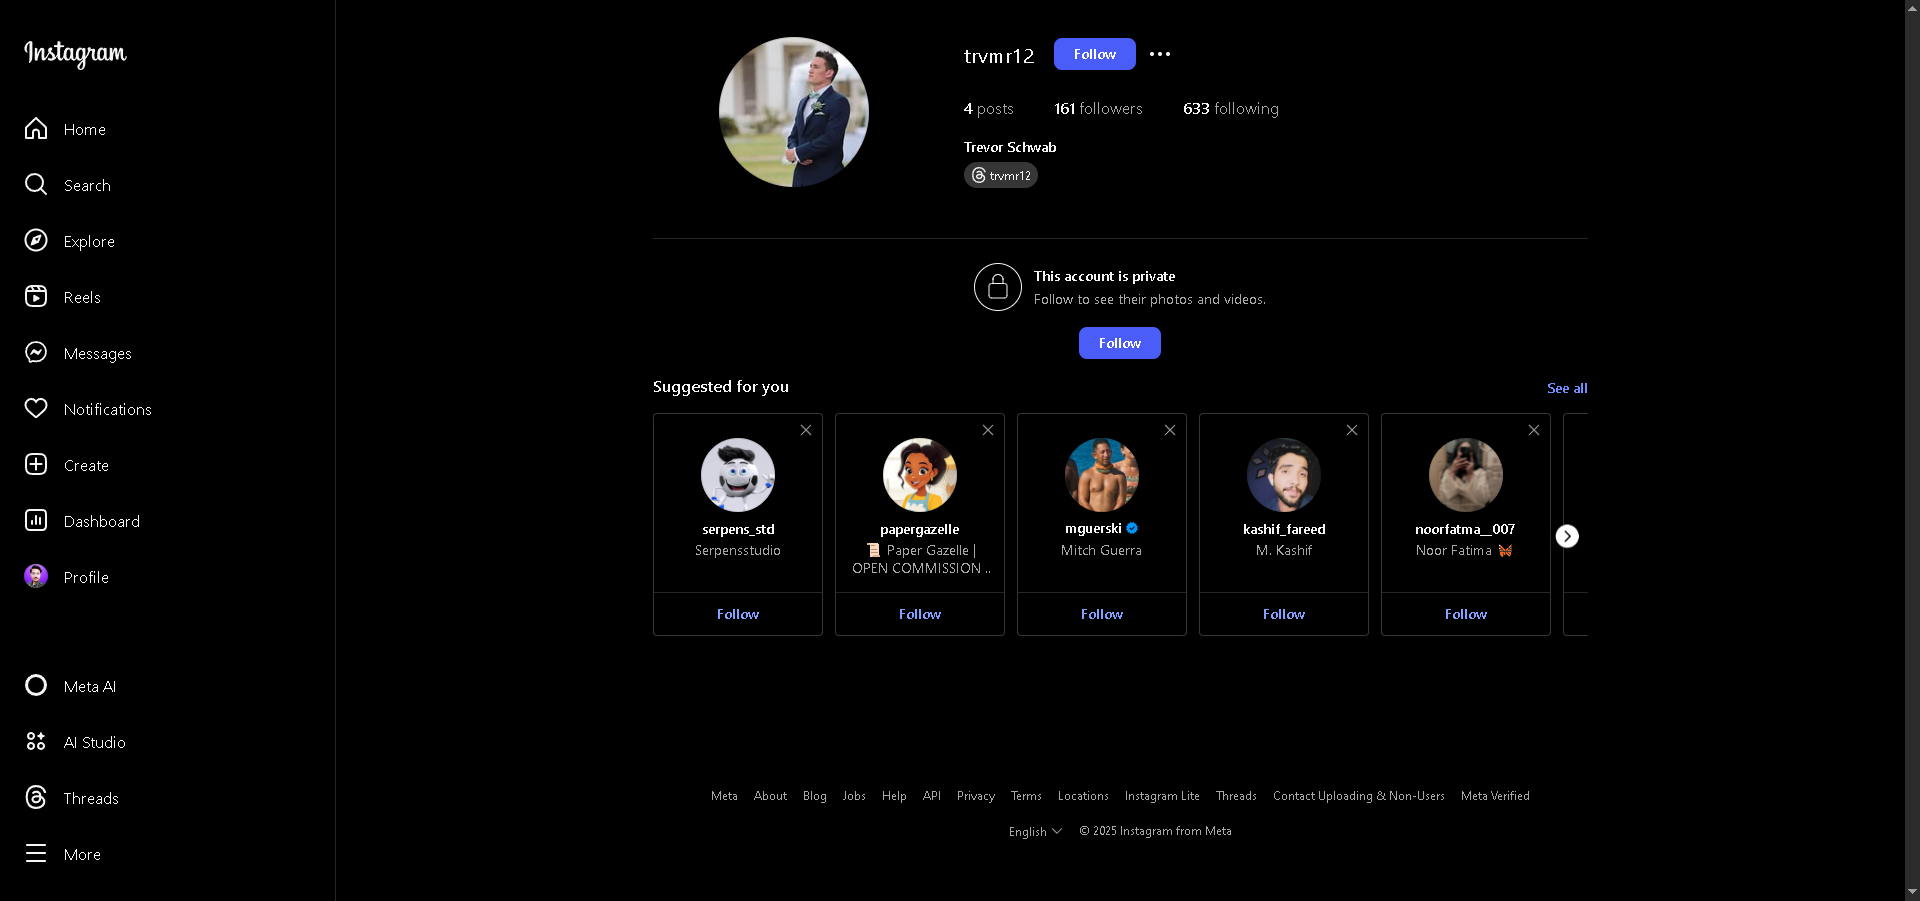 Instagram
Home
Search
Explore
Reels
Messages
Notifications
Create
Dashboard
Profile
Meta AI
AI Studio
Threads
More
trvmr12 Follow
4 posts 161 followers 633 following
Trevor Schwab
trvmr12
This account is private
Follow to see their photos and videos.
Follow
Suggested for you See all
serpens_std
Serpensstudio
Follow
papergazelle
📜 Paper Gazelle |
OPEN COMMISSION ..
Follow
mguerski
Mitch Guerra
Follow
kashif_fareed
M. Kashif
Follow
noorfatma__007
Noor Fatima 🦋
Follow
Meta About Blog Jobs Help API Privacy Terms Locations Instagram Lite Threads Contact Uploading & Non-Users Meta Verified
English © 2025 Instagram from Meta